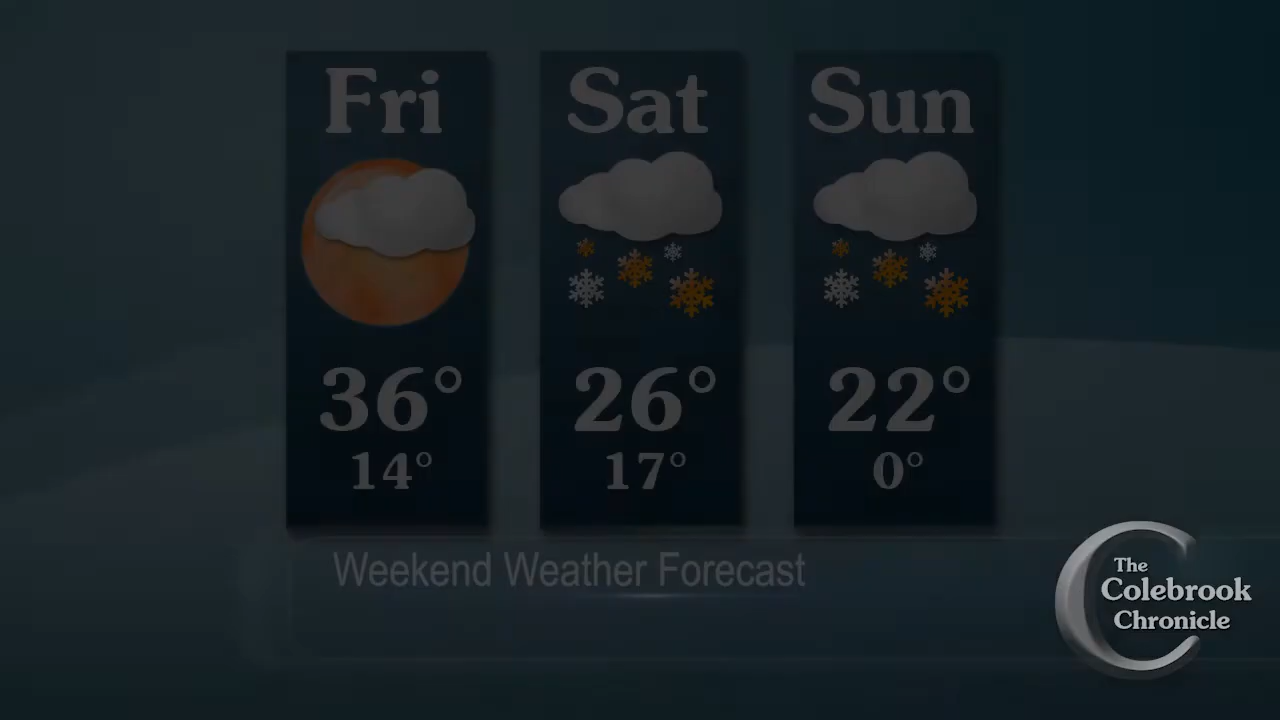 Fri
Sat
Sun
36°
26°
22°
14°
17°
0°
Weekend Weather Forecast
The
Colebrook
Chronicle